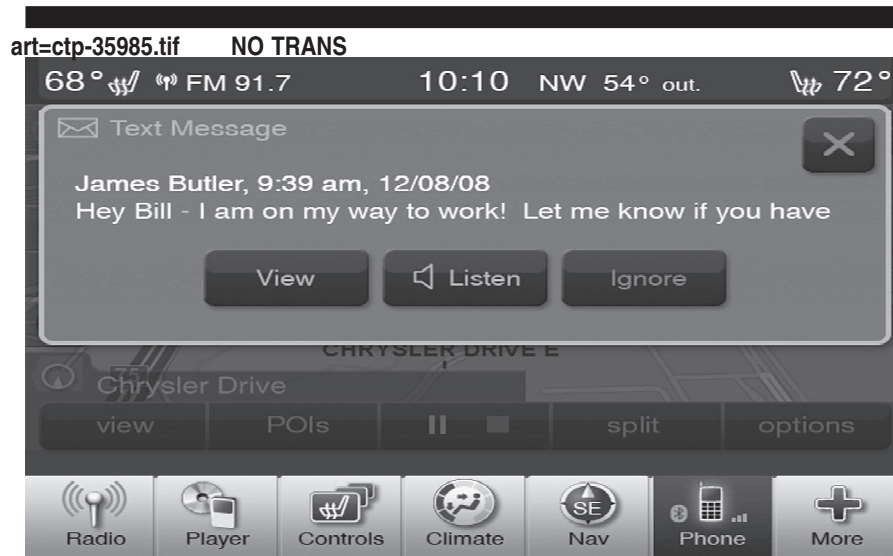 art=ctp-35985.tif NO TRANS
68° FM 91.7 10:10 NW 54° out. 72°
Text Message
James Butler, 9:39 am, 12/08/08
Hey Bill - I am on my way to work! Let me know if you have
View Listen Ignore
CHRYSLER DRIVE E
75
Chrysler Drive
view POIs split options
SE
Radio Player Controls Climate Nav Phone More